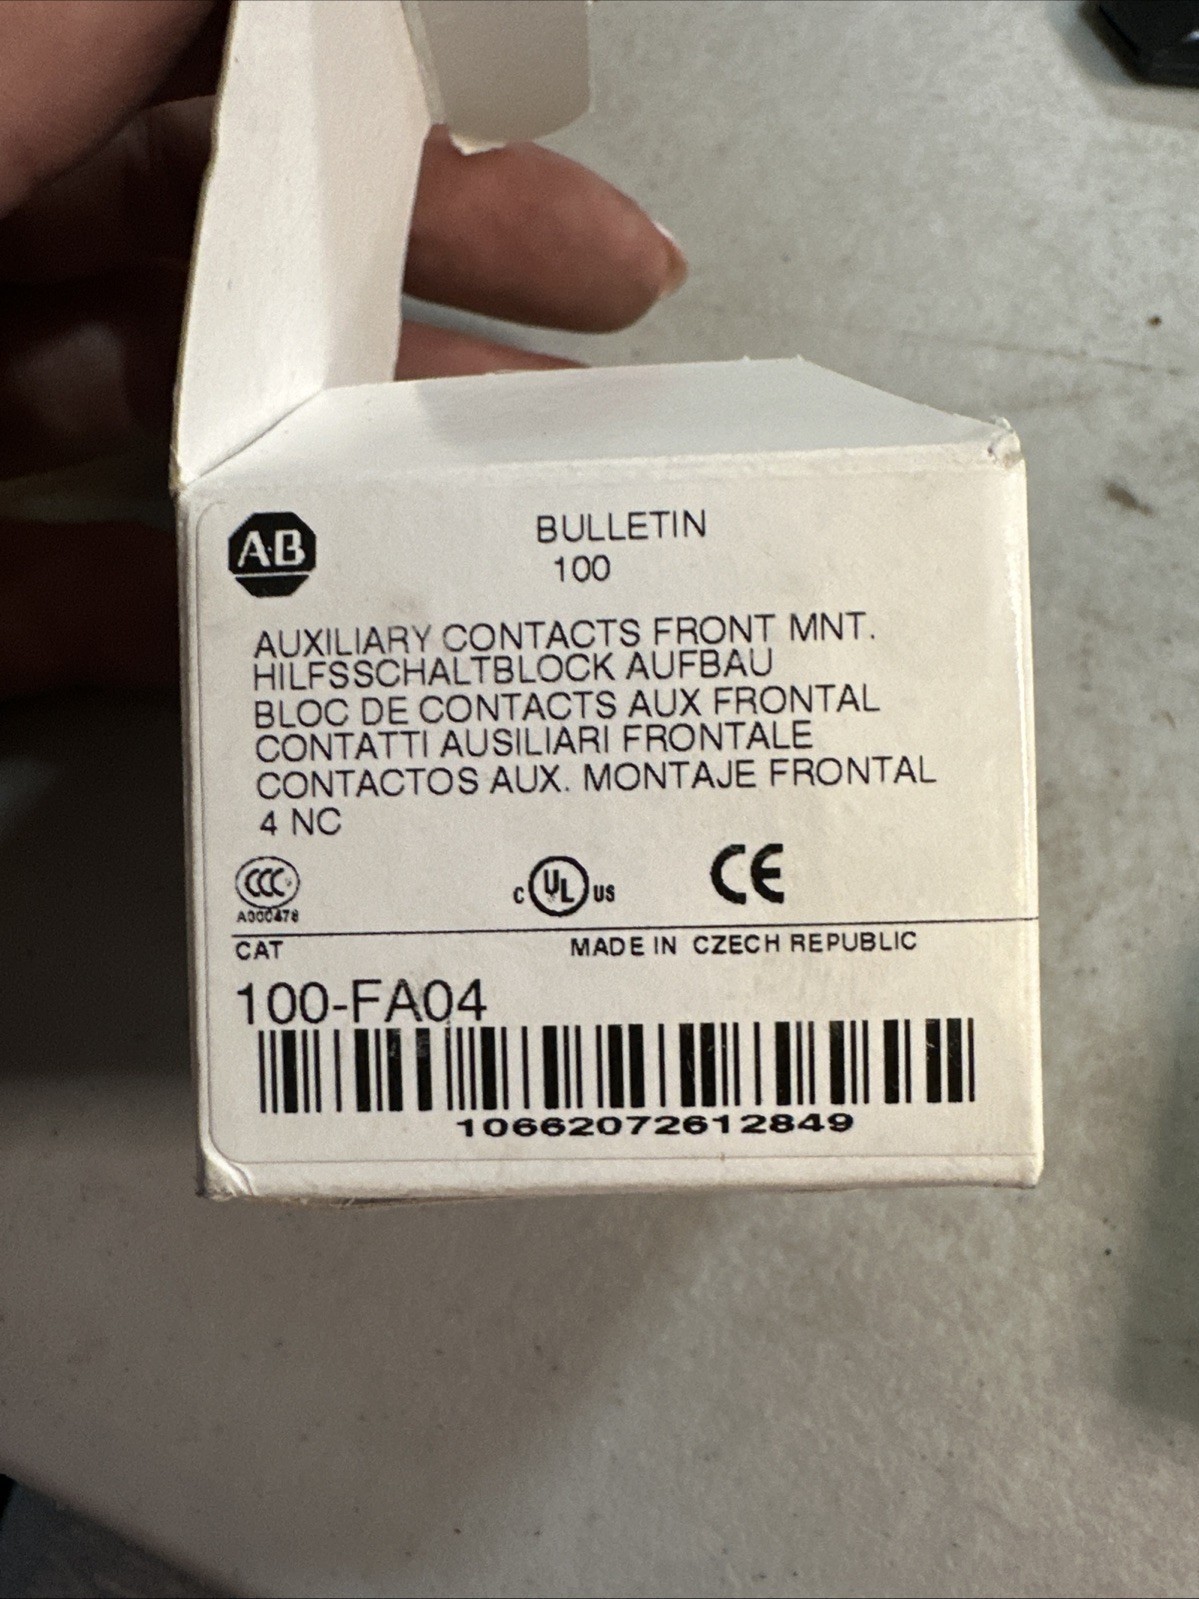 AB
BULLETIN
100
AUXILIARY CONTACTS FRONT MNT.
HILFSSCHALTBLOCK AUFBAU
BLOC DE CONTACTS AUX FRONTAL
CONTATTI AUSILIARI FRONTALE
CONTACTOS AUX. MONTAJE FRONTAL
4 NC
CCC
A000478
C UL US
CE
CAT MADE IN CZECH REPUBLIC
100-FA04
10662072612849